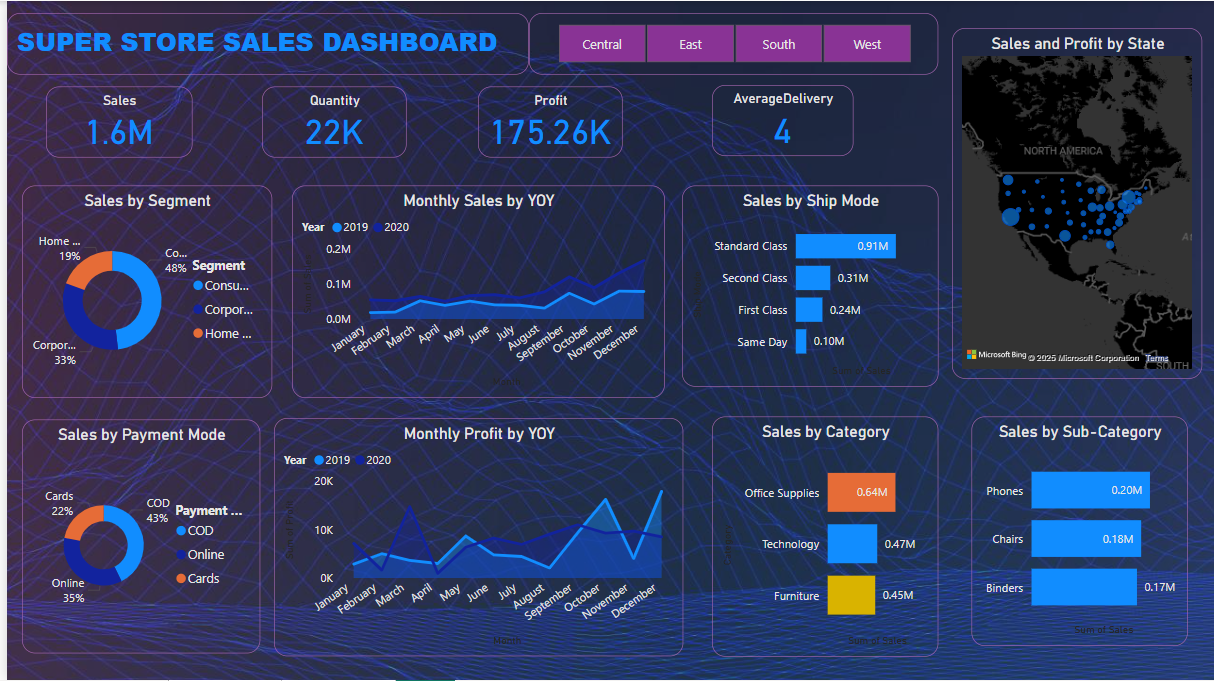 SUPER STORE SALES DASHBOARD
Central East South West
Sales
1.6M
Quantity
22K
Profit
175.26K
AverageDelivery
4
Sales and Profit by State
NORTH AMERICA
A
SOUTH
Microsoft Bing
© 2025 Microsoft Corporation Terms
Sales by Segment
Home ...
19%
Co...
48%
Corpor...
33%
Segment
Consu...
Corpor...
Home ...
Monthly Sales by YOY
Year 2019 2020
0.2M
0.1M
0.0M
January February March April May June July August September October November December
Sales by Ship Mode
Standard Class 0.91M
Second Class 0.31M
First Class 0.24M
Same Day 0.10M
Sum of Sales
Sales by Payment Mode
Cards
22%
COD
43%
Online
35%
Payment ...
COD
Online
Cards
Monthly Profit by YOY
Year 2019 2020
20K
10K
0K
January February March April May June July August September October November December
Month
Sales by Category
Office Supplies 0.64M
Technology 0.47M
Furniture 0.45M
Sum of Sales
Sales by Sub-Category
Phones 0.20M
Chairs 0.18M
Binders 0.17M
Sum of Sales